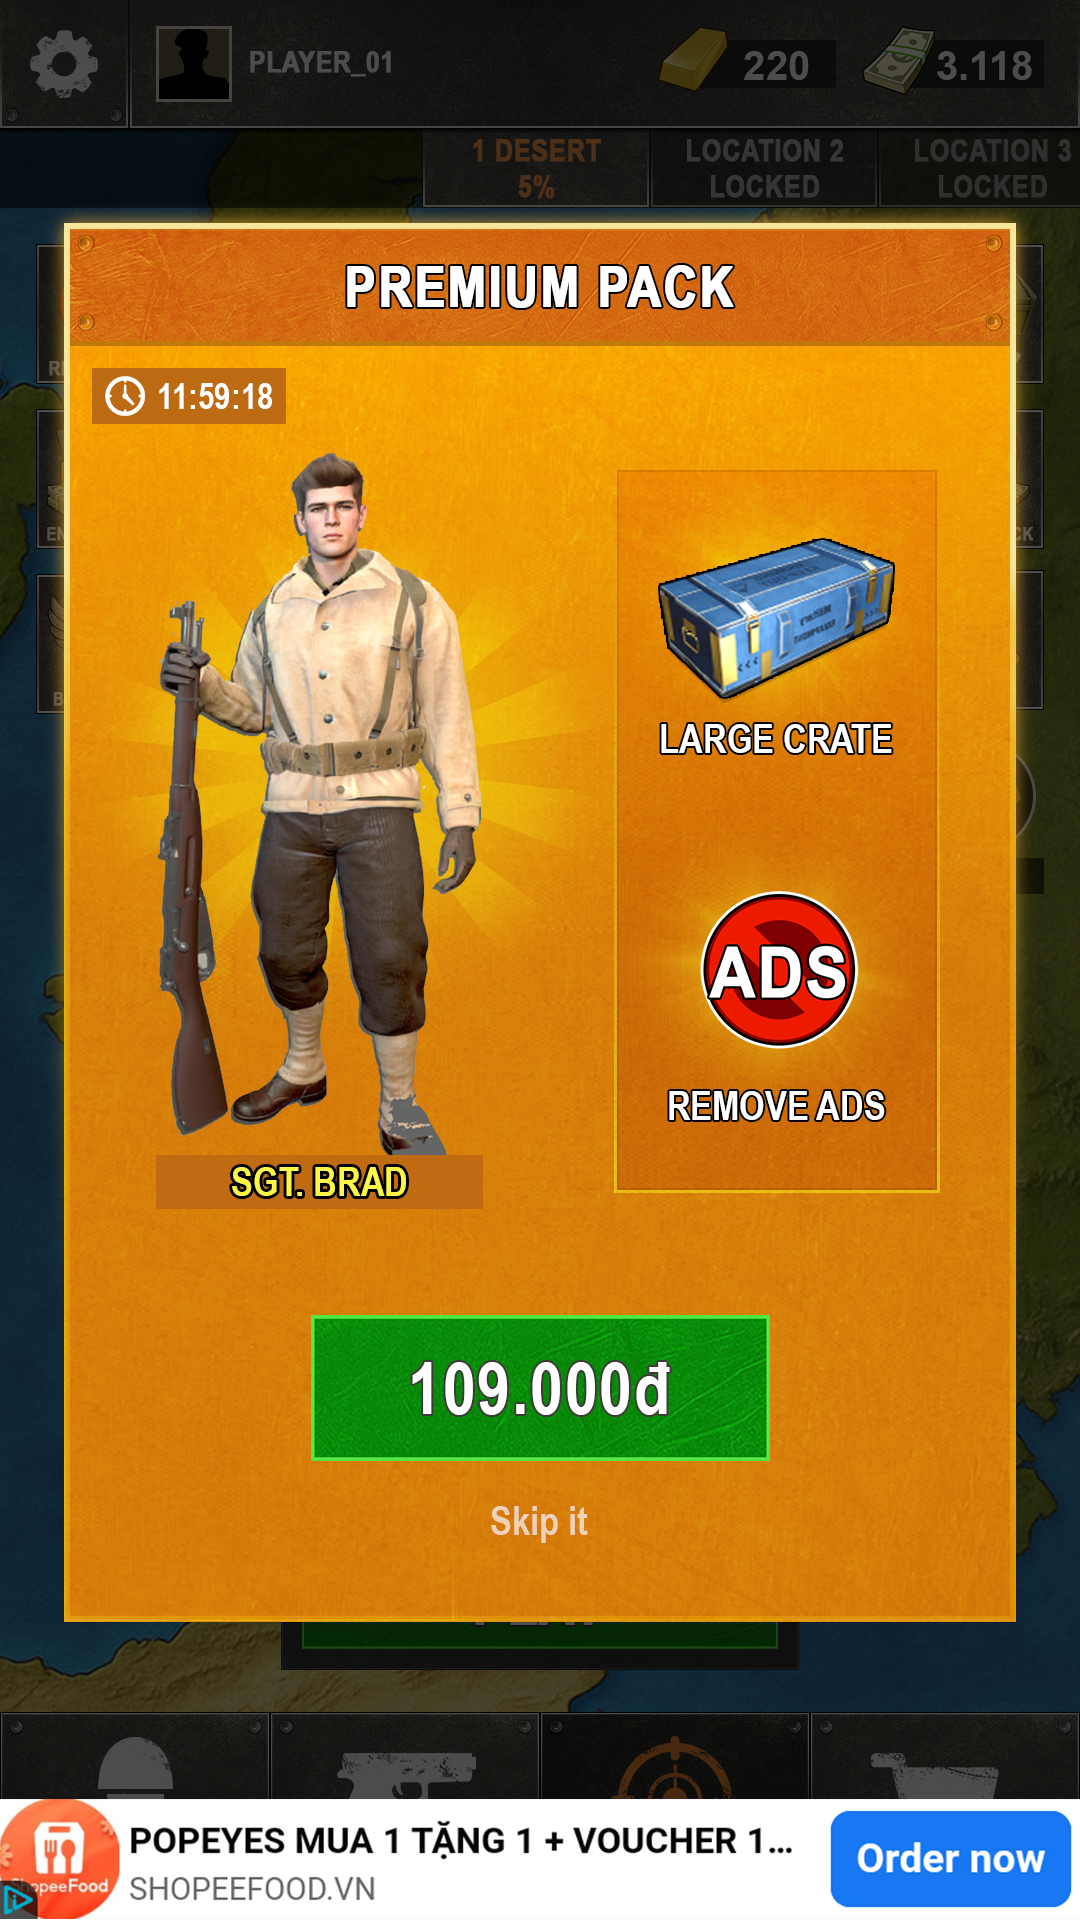 PLAYER_01
220
3.118
1 DESERT
5%
LOCATION 2
LOCKED
LOCATION 3
LOCKED
PREMIUM PACK
11:59:18
LARGE CRATE
ADS
REMOVE ADS
SGT. BRAD
109.000đ
Skip it
POPEYES MUA 1 TẶNG 1 + VOUCHER 1...
SHOPEEFOOD.VN
Order now